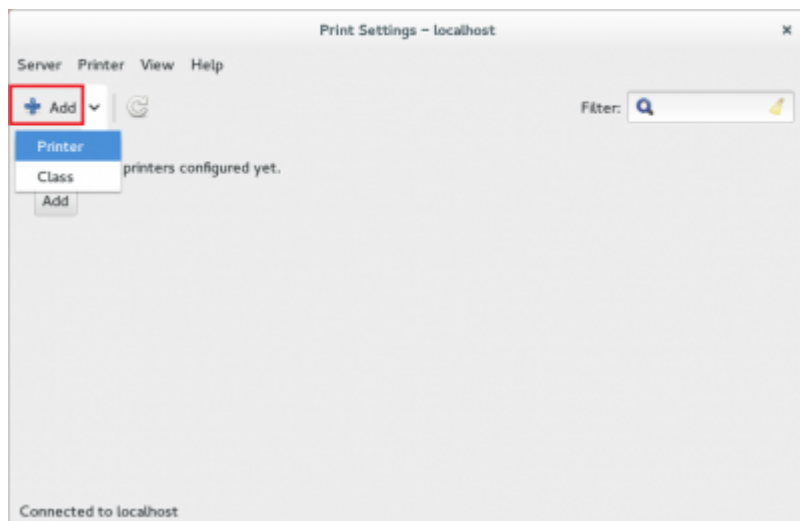 Print Settings – localhost
Server Printer View Help
Add
Filter:
Printer
Class
printers configured yet.
Add
Connected to localhost